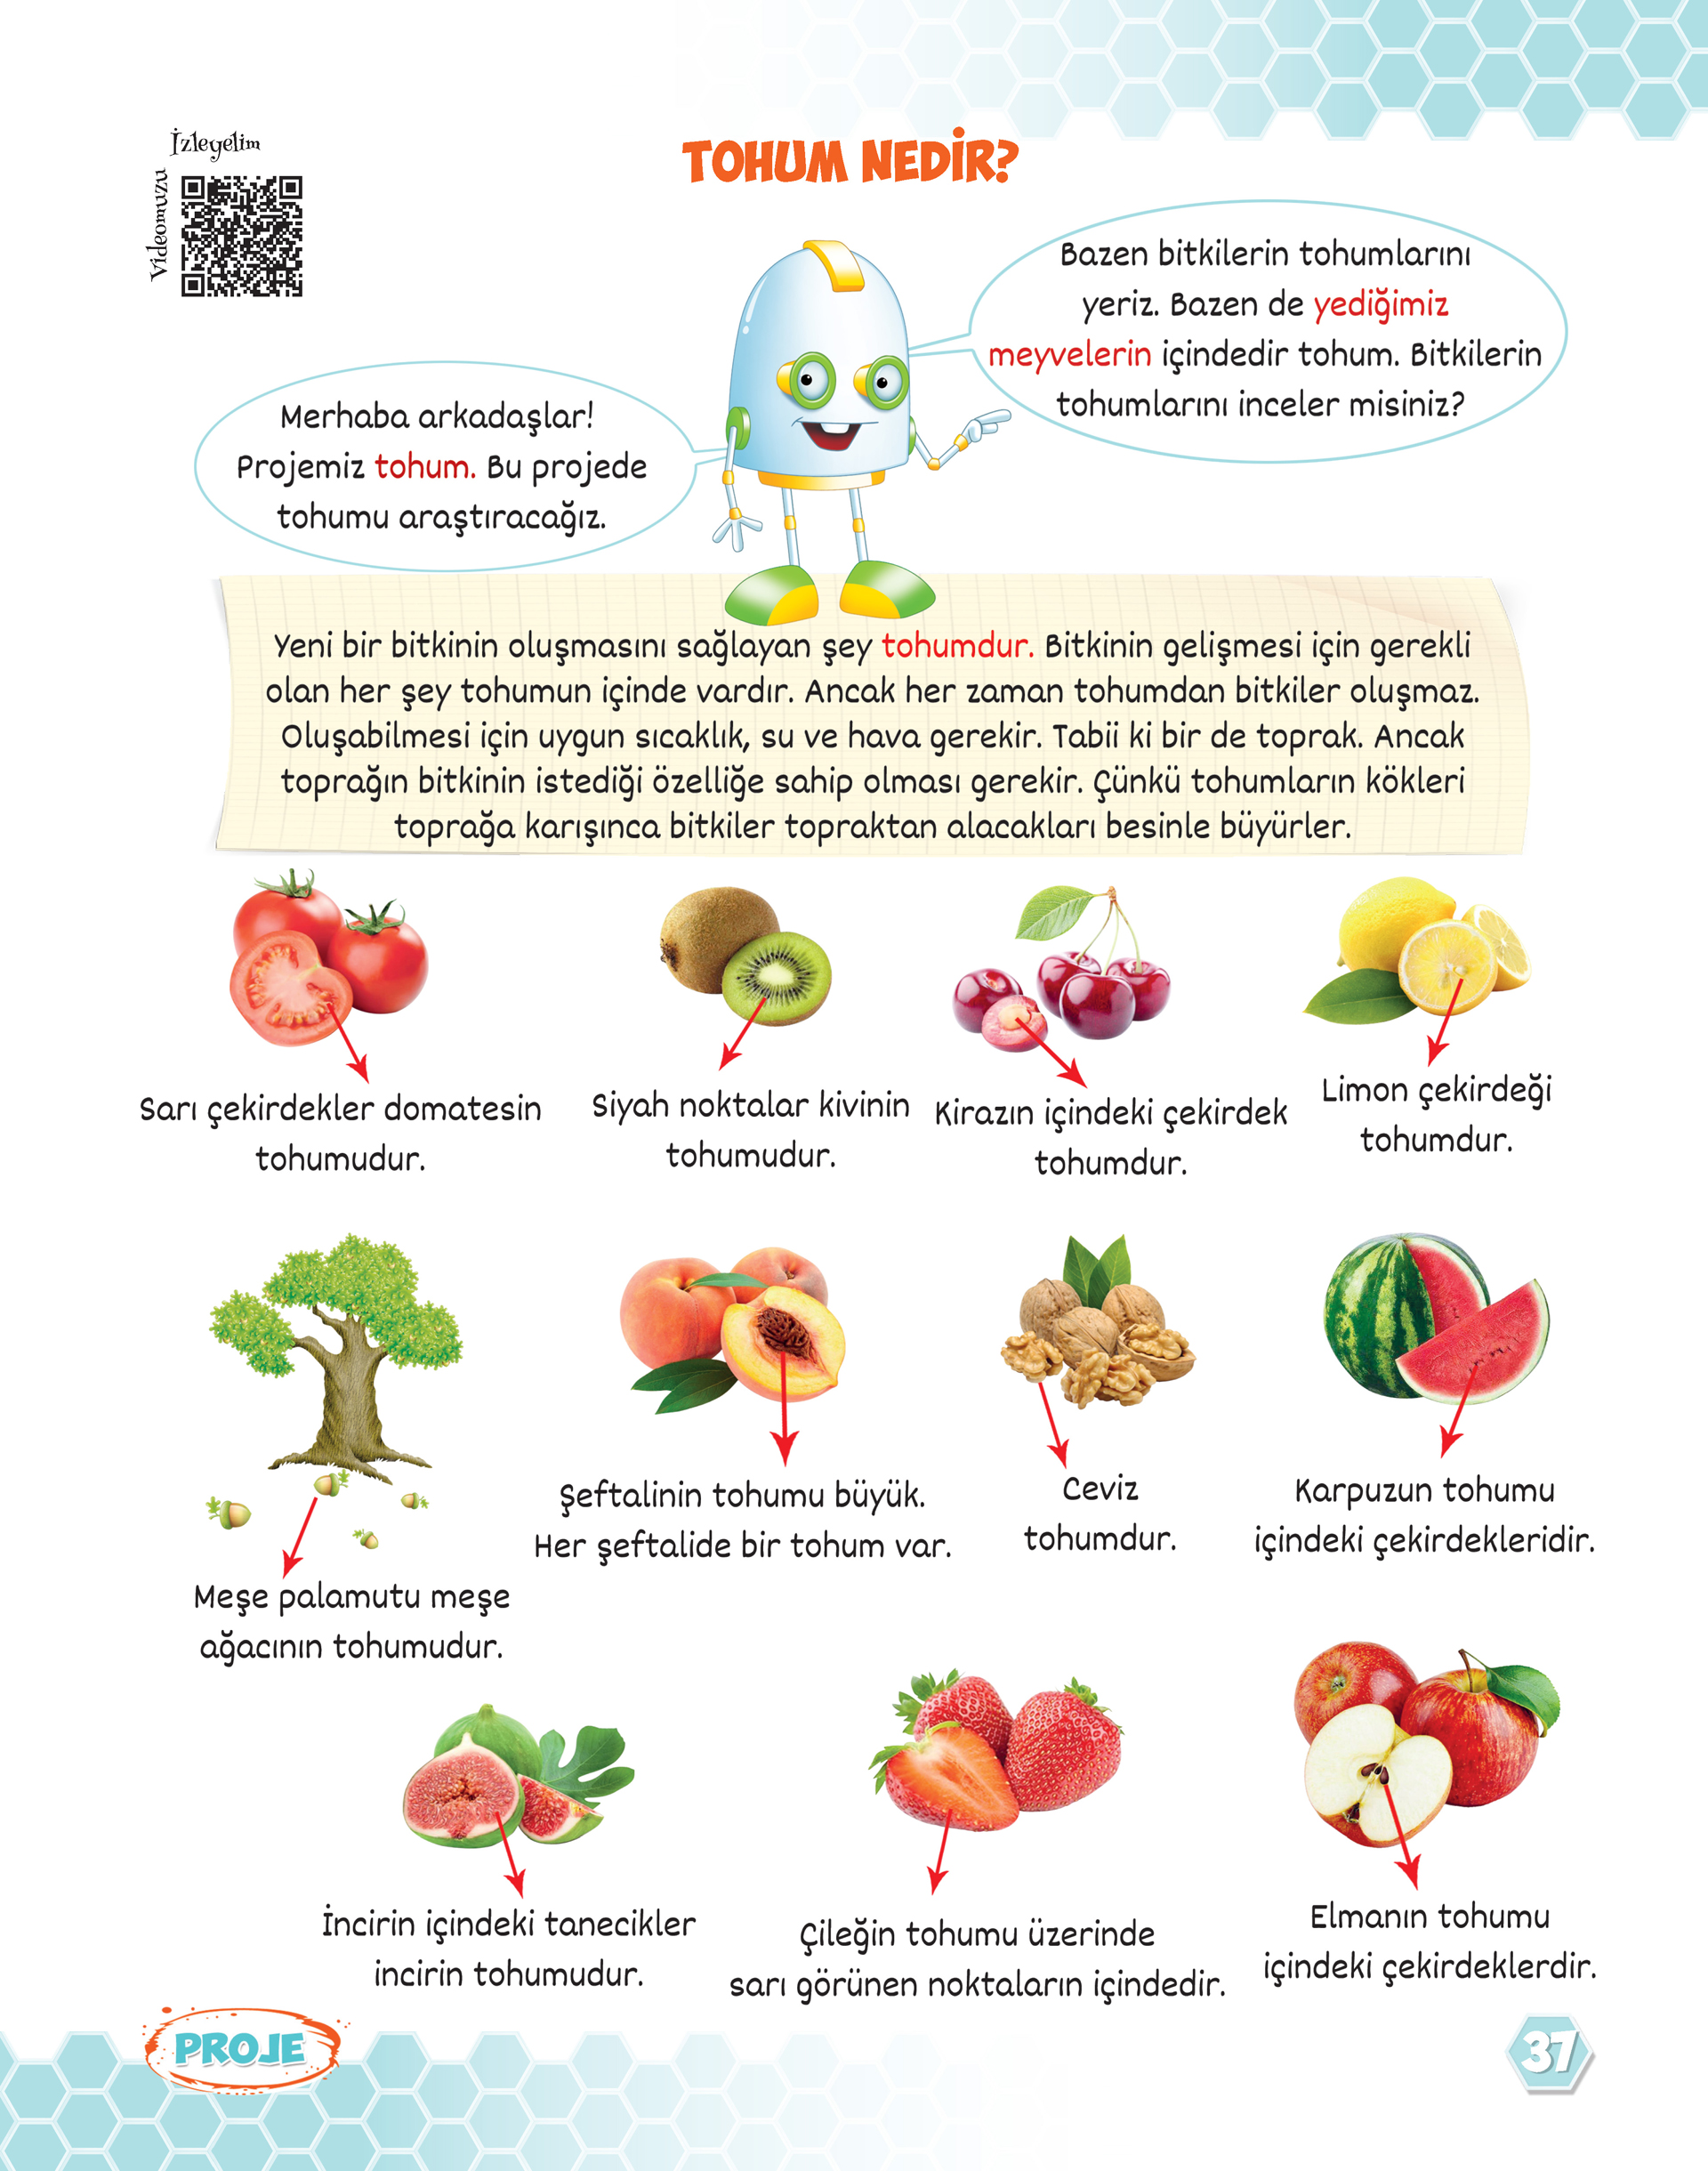 İzleyelim
Videomuzu
TOHUM NEDİR?
Bazen bitkilerin tohumlarını
yeriz. Bazen de yediğimiz
meyvelerin içindedir tohum. Bitkilerin
tohumlarını inceler misiniz?
Merhaba arkadaşlar!
Projemiz tohum. Bu projede
tohumu araştıracağız.
Yeni bir bitkinin oluşmasını sağlayan şey tohumdur. Bitkinin gelişmesi için gerekli
olan her şey tohumun içinde vardır. Ancak her zaman tohumdan bitkiler oluşmaz.
Oluşabilmesi için uygun sıcaklık, su ve hava gerekir. Tabii ki bir de toprak. Ancak
toprağın bitkinin istediği özelliğe sahip olması gerekir. Çünkü tohumların kökleri
toprağa karışınca bitkiler topraktan alacakları besinle büyürler.
Sarı çekirdekler domatesin
tohumudur.
Siyah noktalar kivinin
tohumudur.
Kirazın içindeki çekirdek
tohumdur.
Limon çekirdeği
tohumdur.
Meşe palamutu meşe
ağacının tohumudur.
Şeftalinin tohumu büyük.
Her şeftalide bir tohum var.
Ceviz
tohumdur.
Karpuzun tohumu
içindeki çekirdekleridir.
İncirin içindeki tanecikler
incirin tohumudur.
Çileğin tohumu üzerinde
sarı görünen noktaların içindedir.
Elmanın tohumu
içindeki çekirdeklerdir.
PROJE
37